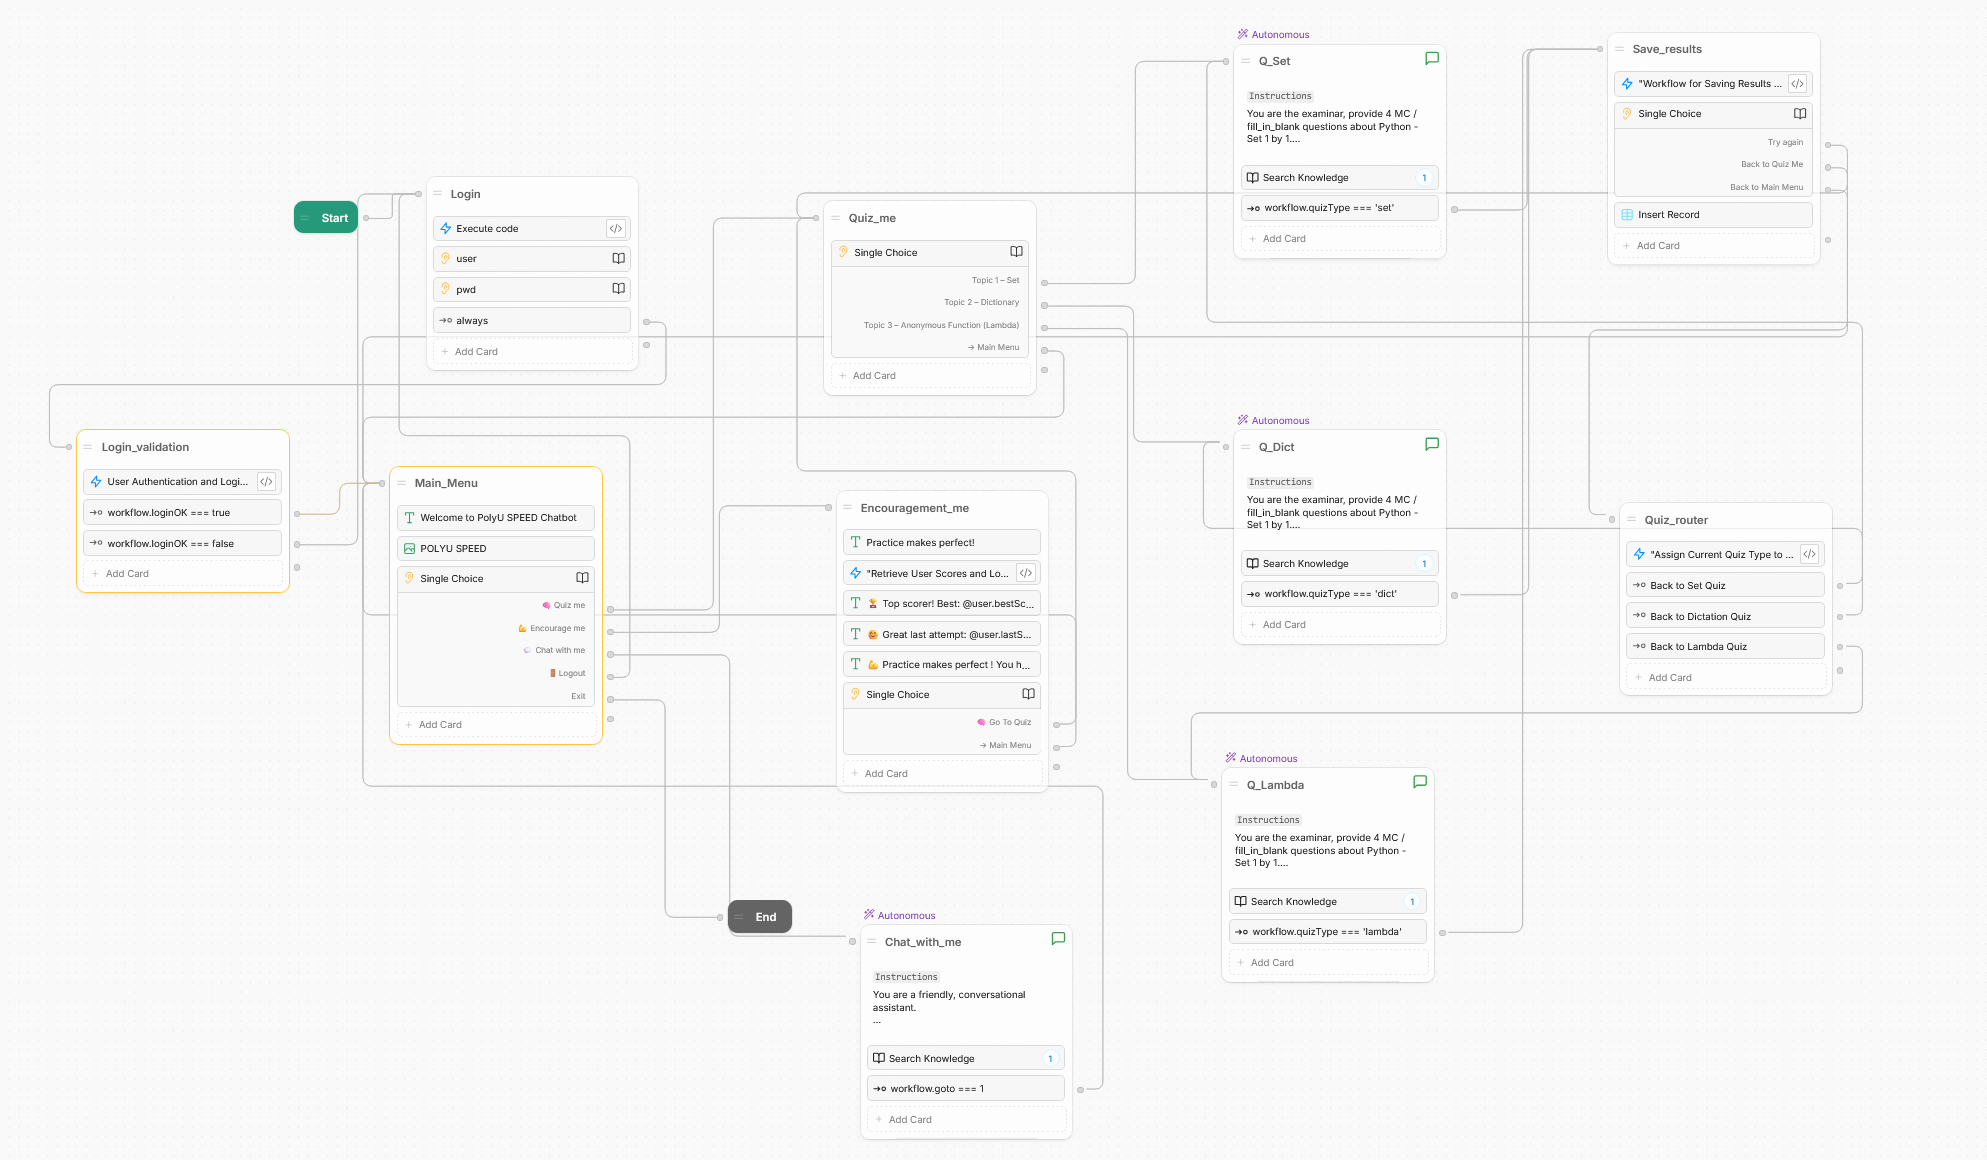 Start
Login
Execute code
user
pwd
always
Add Card
Login_validation
User Authentication and Logi...
workflow.loginOK === true
workflow.loginOK === false
Add Card
Main_Menu
Welcome to PolyU SPEED Chatbot
POLYU SPEED
Single Choice
🧠 Quiz me
💪 Encourage me
💬 Chat with me
🚪 Logout
Exit
Add Card
Quiz_me
Single Choice
Topic 1 – Set
Topic 2 – Dictionary
Topic 3 – Anonymous Function (Lambda)
→ Main Menu
Add Card
Encouragement_me
Practice makes perfect!
"Retrieve User Scores and Lo...
🏆 Top scorer! Best: @user.bestSc...
😊 Great last attempt: @user.lastS...
💪 Practice makes perfect ! You h...
Single Choice
🧠 Go To Quiz
→ Main Menu
Add Card
End
Autonomous
Chat_with_me
Instructions
You are a friendly, conversational
assistant.
...
Search Knowledge 1
workflow.goto === 1
Add Card
Autonomous
Q_Set
Instructions
You are the examinar, provide 4 MC /
fill_in_blank questions about Python -
Set 1 by 1....
Search Knowledge 1
workflow.quizType === 'set'
Add Card
Autonomous
Q_Dict
Instructions
You are the examinar, provide 4 MC /
fill_in_blank questions about Python -
Set 1 by 1....
Search Knowledge 1
workflow.quizType === 'dict'
Add Card
Autonomous
Q_Lambda
Instructions
You are the examinar, provide 4 MC /
fill_in_blank questions about Python -
Set 1 by 1....
Search Knowledge 1
workflow.quizType === 'lambda'
Add Card
Save_results
"Workflow for Saving Results ...
Single Choice
Try again
Back to Quiz Me
Back to Main Menu
Insert Record
Add Card
Quiz_router
"Assign Current Quiz Type to ...
Back to Set Quiz
Back to Dictation Quiz
Back to Lambda Quiz
Add Card